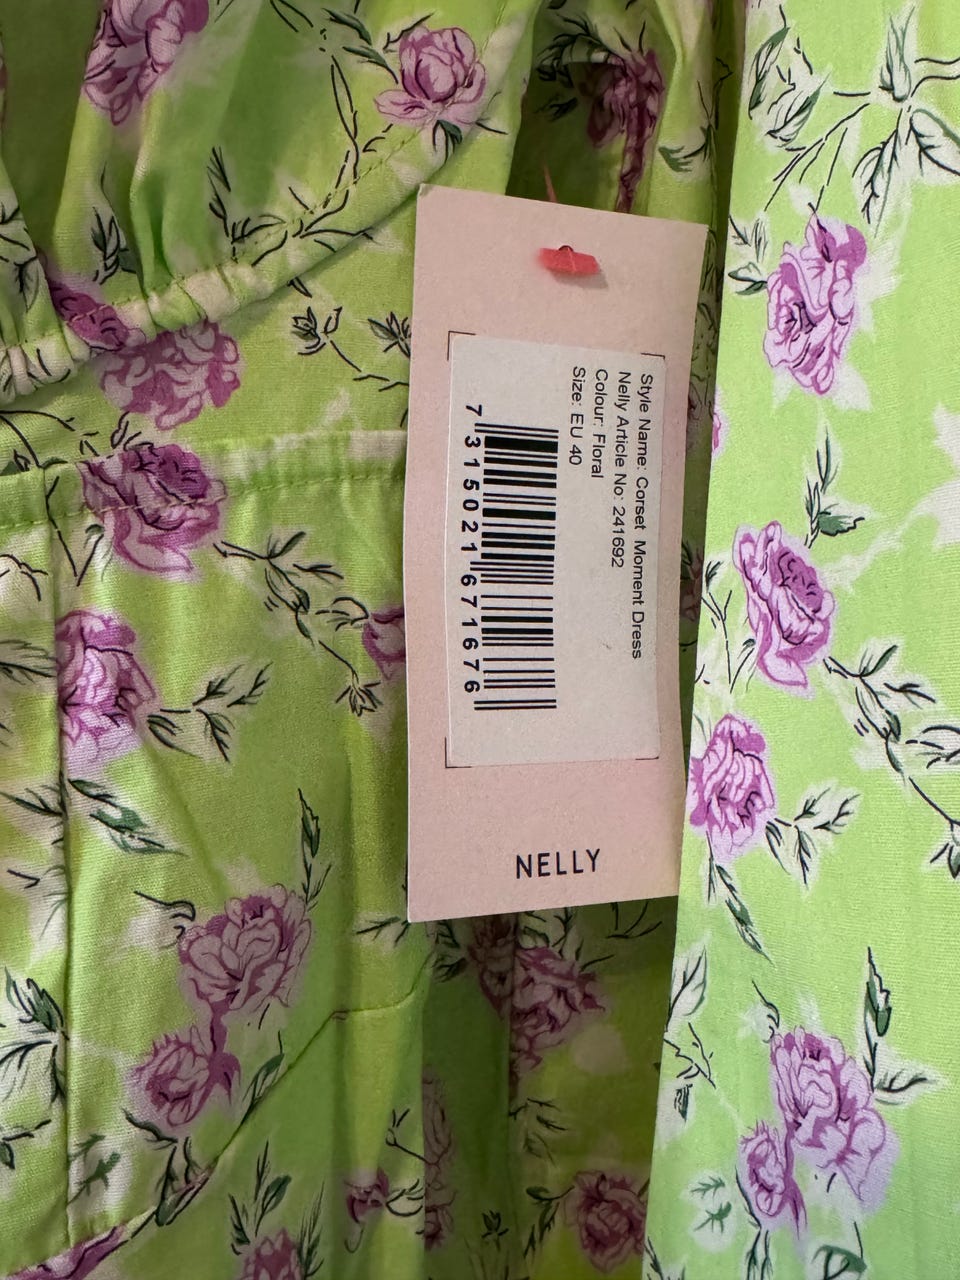 Style Name: Corset Moment Dress
Nelly Article No: 241692
Colour: Floral
Size: EU 40
7 315021 671676
NELLY